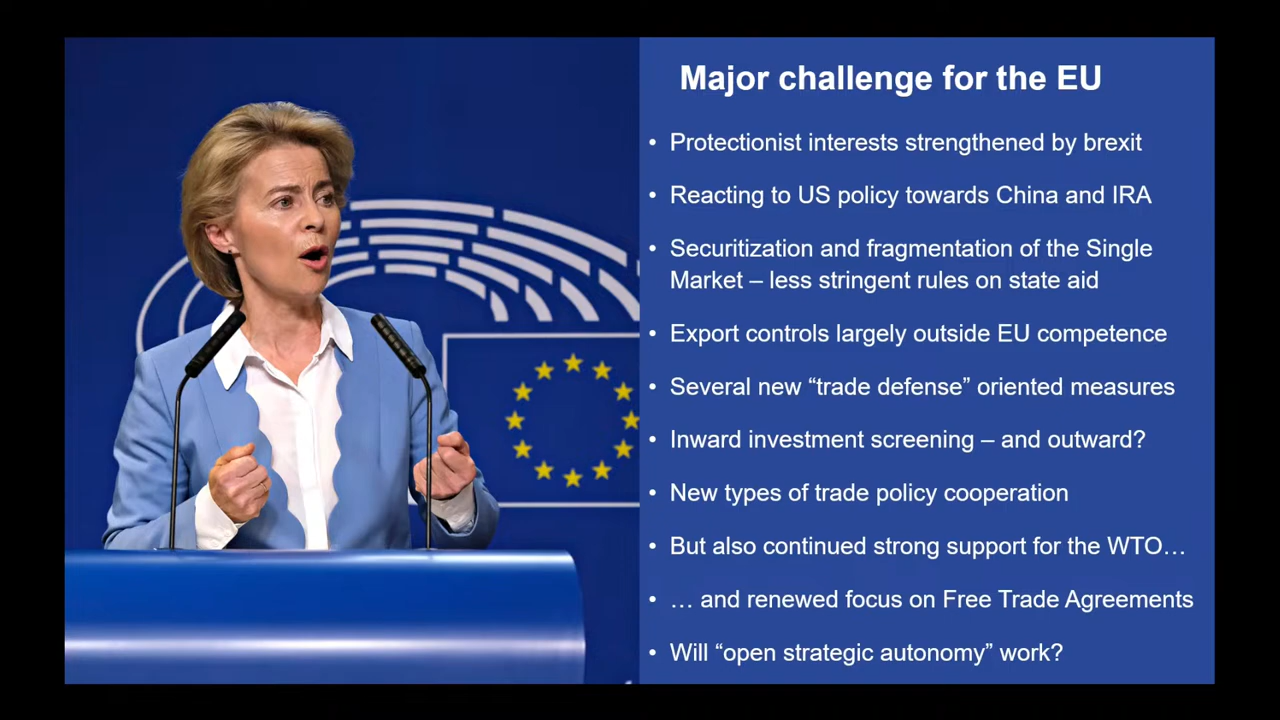 Major challenge for the EU
• Protectionist interests strengthened by brexit
• Reacting to US policy towards China and IRA
• Securitization and fragmentation of the Single
Market – less stringent rules on state aid
• Export controls largely outside EU competence
• Several new “trade defense” oriented measures
• Inward investment screening – and outward?
• New types of trade policy cooperation
• But also continued strong support for the WTO…
• … and renewed focus on Free Trade Agreements
• Will “open strategic autonomy” work?